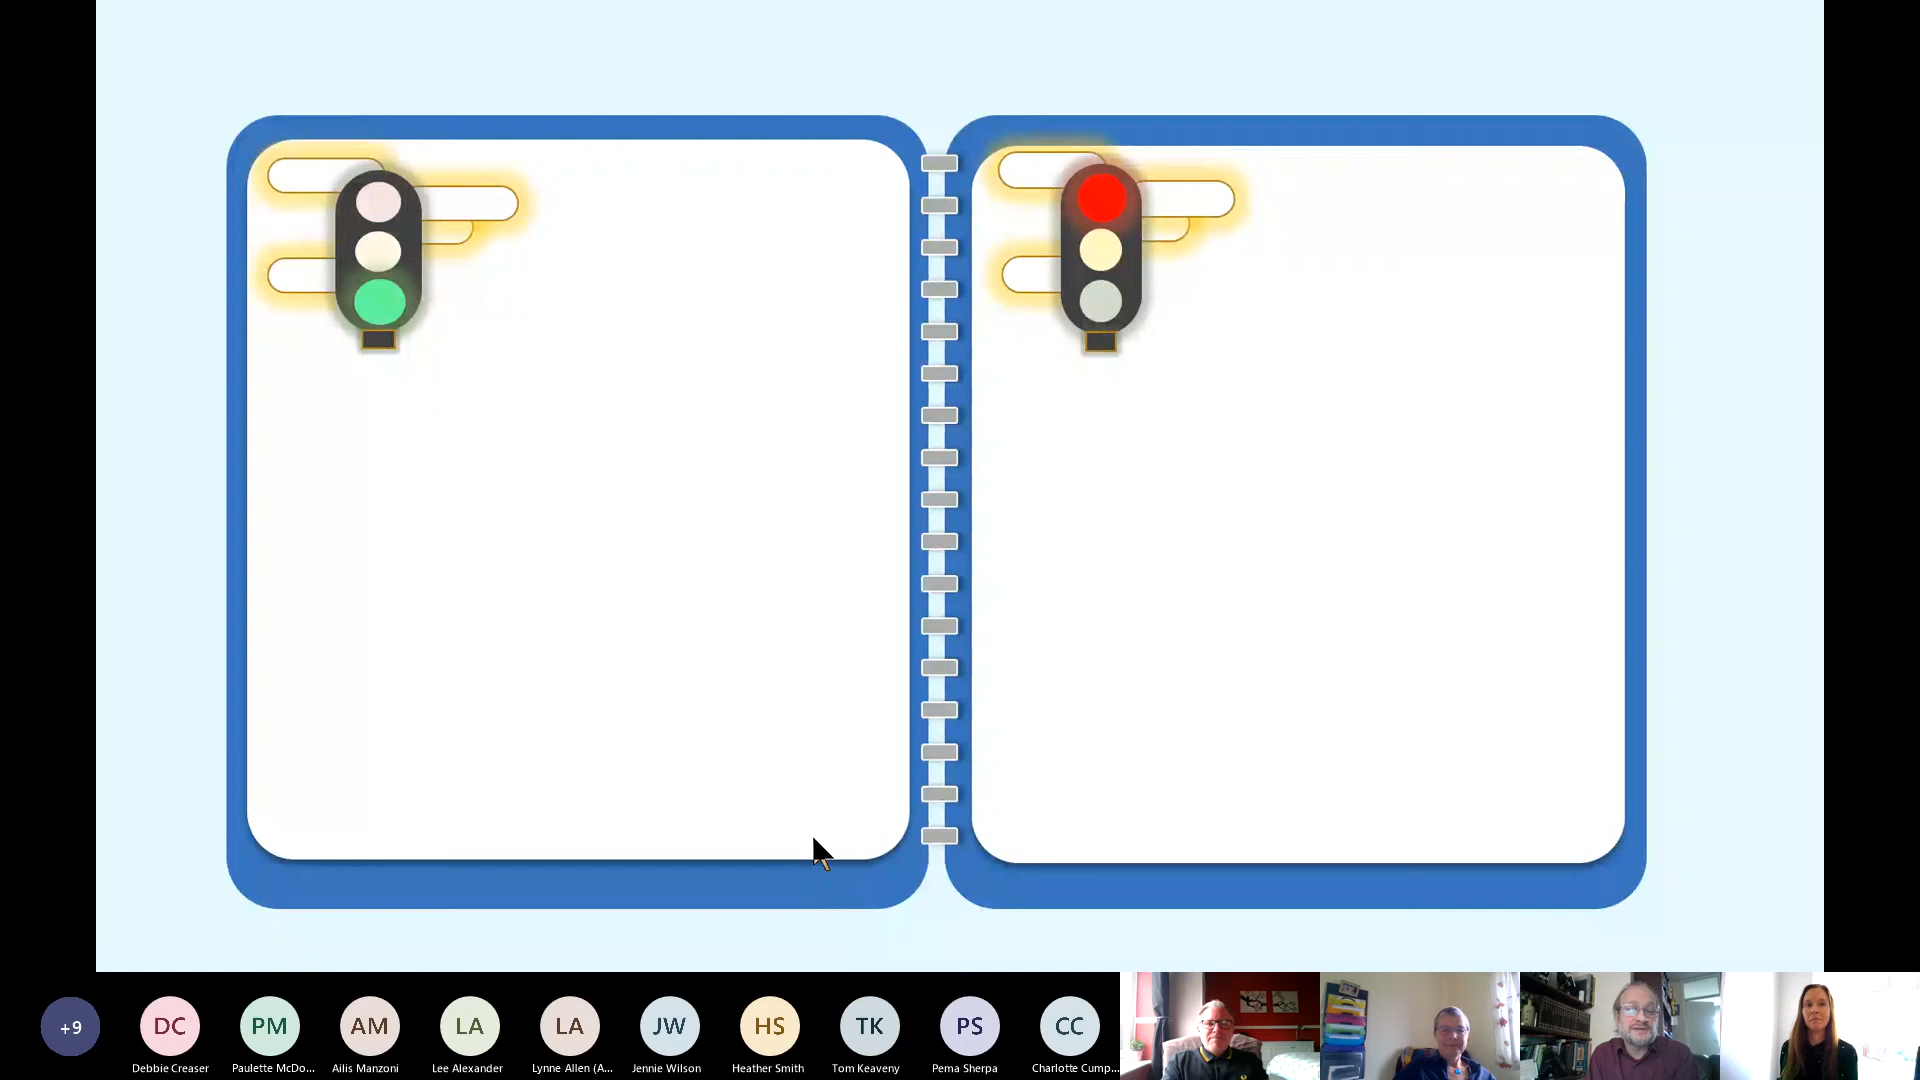 +9
DC
PM
AM
LA
LA
JW
HS
TK
PS
CC
Debbie Creaser
Paulette McDo...
Ailis Manzoni
Lee Alexander
Lynne Allen (A...
Jennie Wilson
Heather Smith
Tom Keaveny
Pema Sherpa
Charlotte Cump...